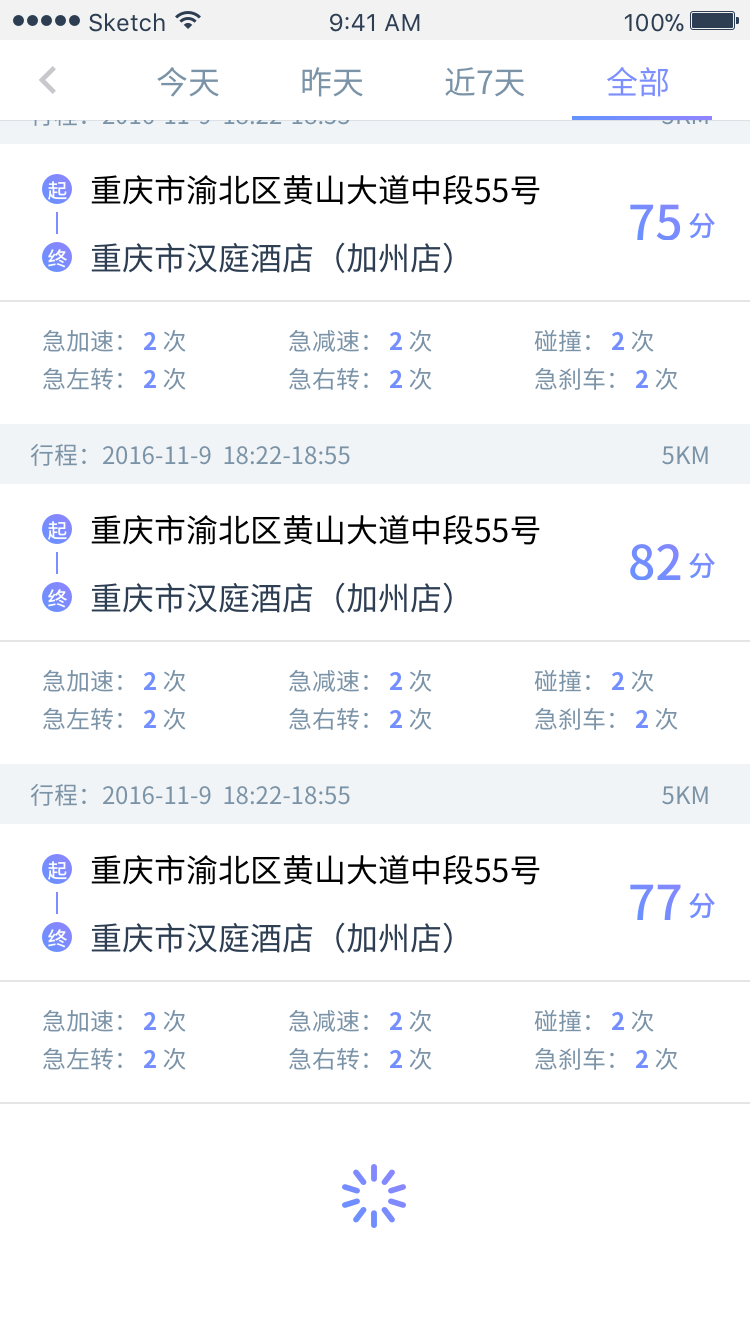 Sketch 9:41 AM 100%
今天 昨天 近7天 全部
行程：2016-11-9 18:22-18:55 5KM
起 重庆市渝北区黄山大道中段55号
75分
终 重庆市汉庭酒店（加州店）
急加速：2次 急减速：2次 碰撞：2次
急左转：2次 急右转：2次 急刹车：2次
行程：2016-11-9 18:22-18:55 5KM
起 重庆市渝北区黄山大道中段55号
82分
终 重庆市汉庭酒店（加州店）
急加速：2次 急减速：2次 碰撞：2次
急左转：2次 急右转：2次 急刹车：2次
行程：2016-11-9 18:22-18:55 5KM
起 重庆市渝北区黄山大道中段55号
77分
终 重庆市汉庭酒店（加州店）
急加速：2次 急减速：2次 碰撞：2次
急左转：2次 急右转：2次 急刹车：2次